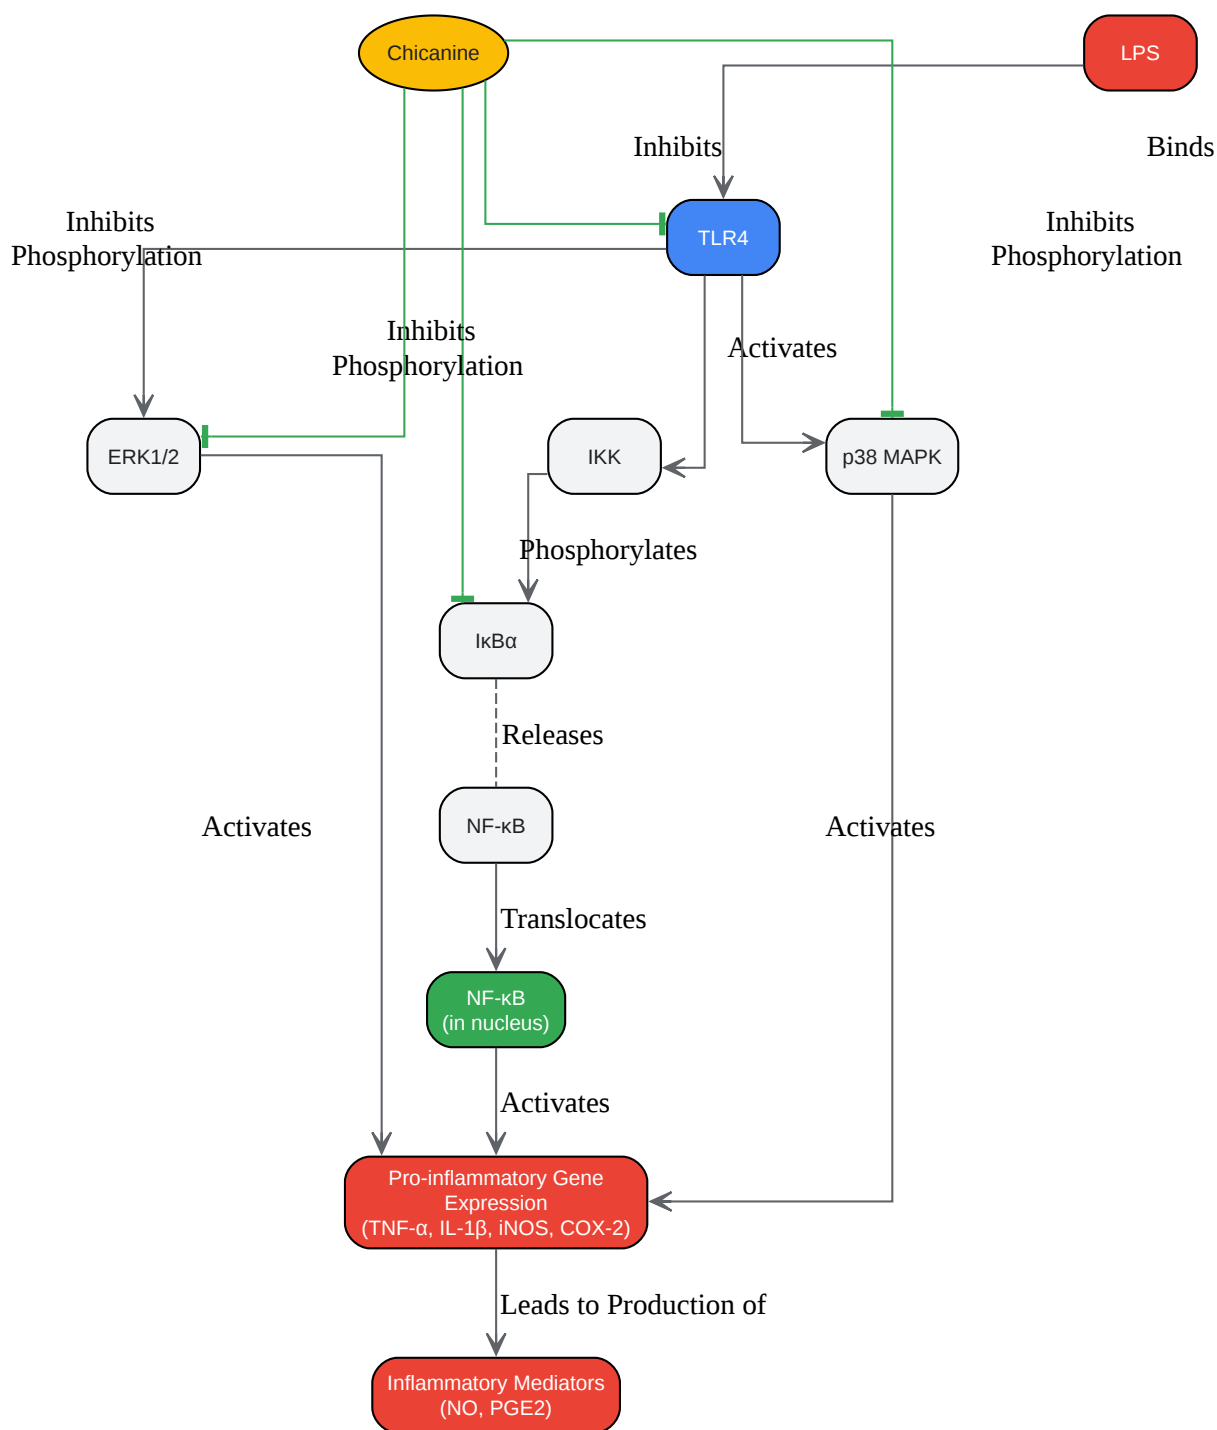 Chicanine
LPS
Inhibits
Binds
Inhibits
Phosphorylation
TLR4
Inhibits
Phosphorylation
Inhibits
Phosphorylation
Activates
ERK1/2
IKK
p38 MAPK
Phosphorylates
IκBα
Releases
Activates
NF-κB
Activates
Translocates
NF-κB
(in nucleus)
Activates
Pro-inflammatory Gene
Expression
(TNF-α, IL-1β, iNOS, COX-2)
Leads to Production of
Inflammatory Mediators
(NO, PGE2)